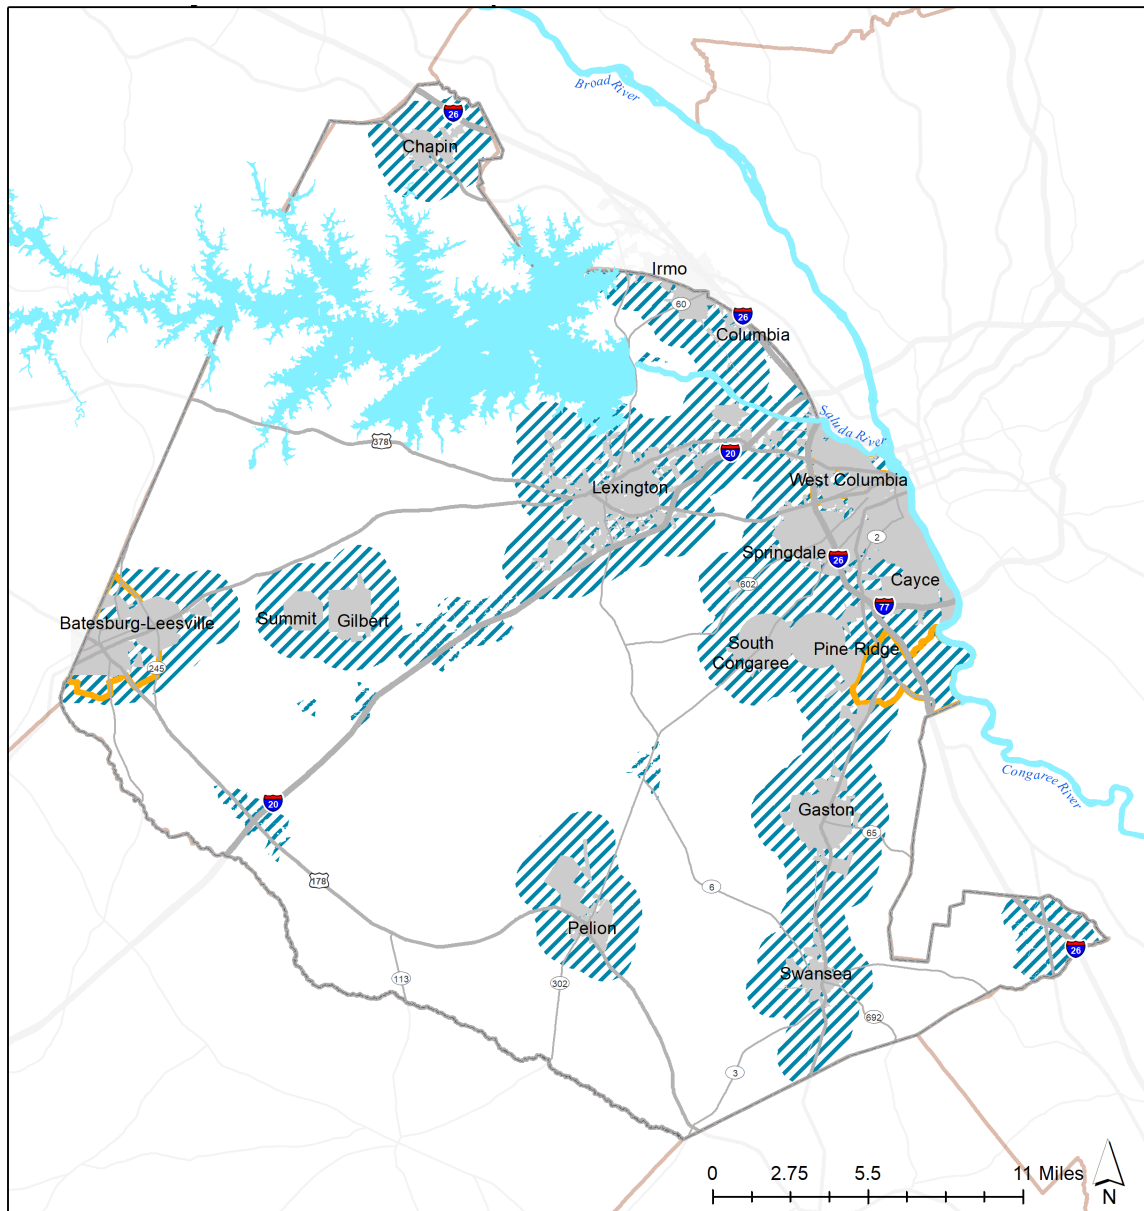 Broad River
26
Chapin
Irmo
60
26
Columbia
Saluda River
378
20
West Columbia
Lexington
2
Springdale
26
602
Cayce
77
Batesburg-Leesville
Summit
Gilbert
South
Congaree
Pine Ridge
245
Congaree River
20
Gaston
65
178
6
Pelion
26
Swansea
113
302
692
3
0 2.75 5.5 11 Miles
N